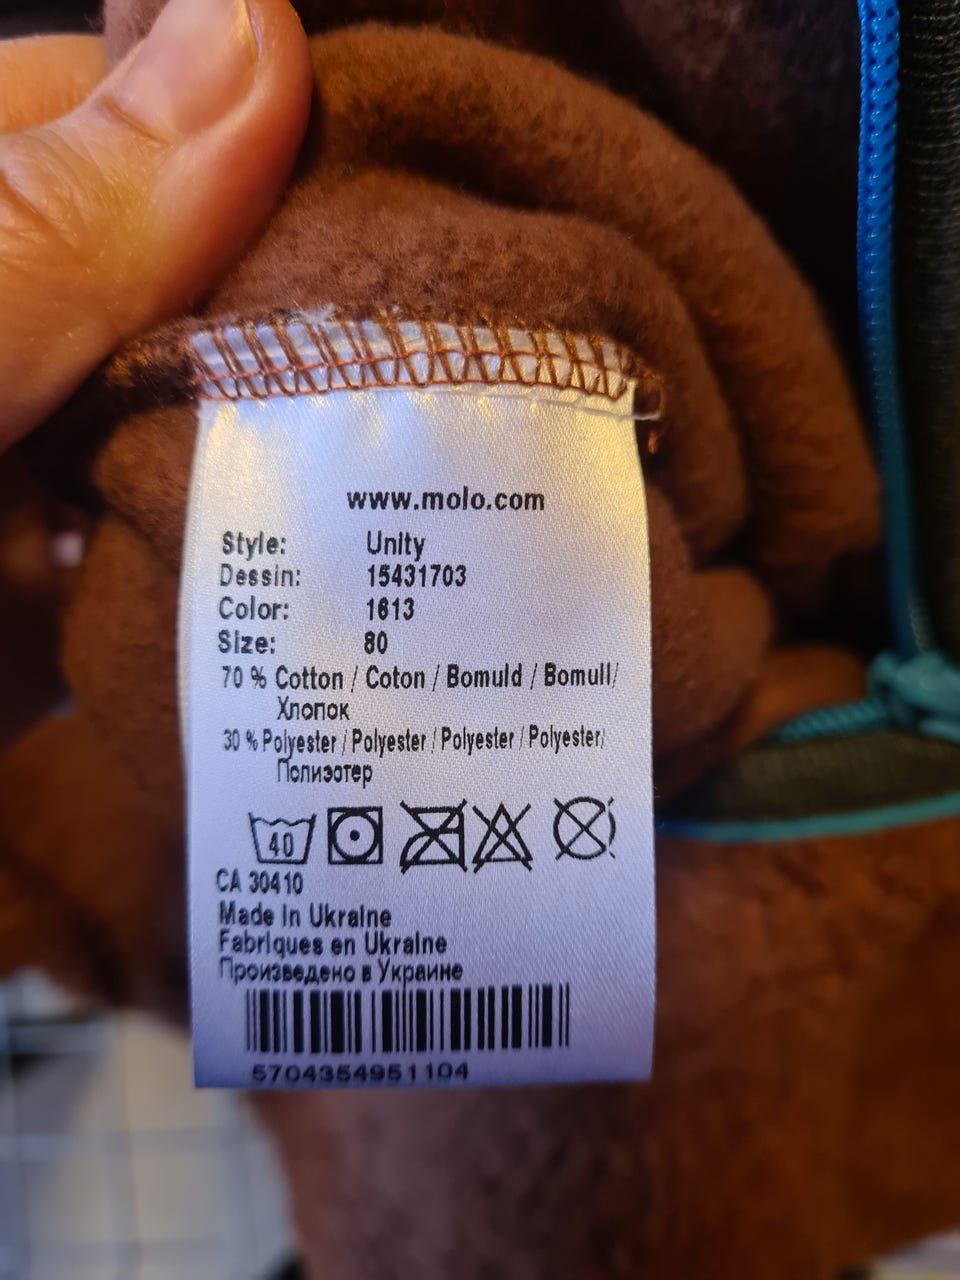 www.molo.com
Style: Unity
Dessin: 15431703
Color: 1613
Size: 80
70 % Cotton / Coton / Bomuld / Bomull/
Хлопок
30 % Polyester / Polyester / Polyester / Polyester/
Полиэотер
40
CA 30410
Made in Ukraine
Fabriques en Ukraine
Произведено в Украине
5704354951104